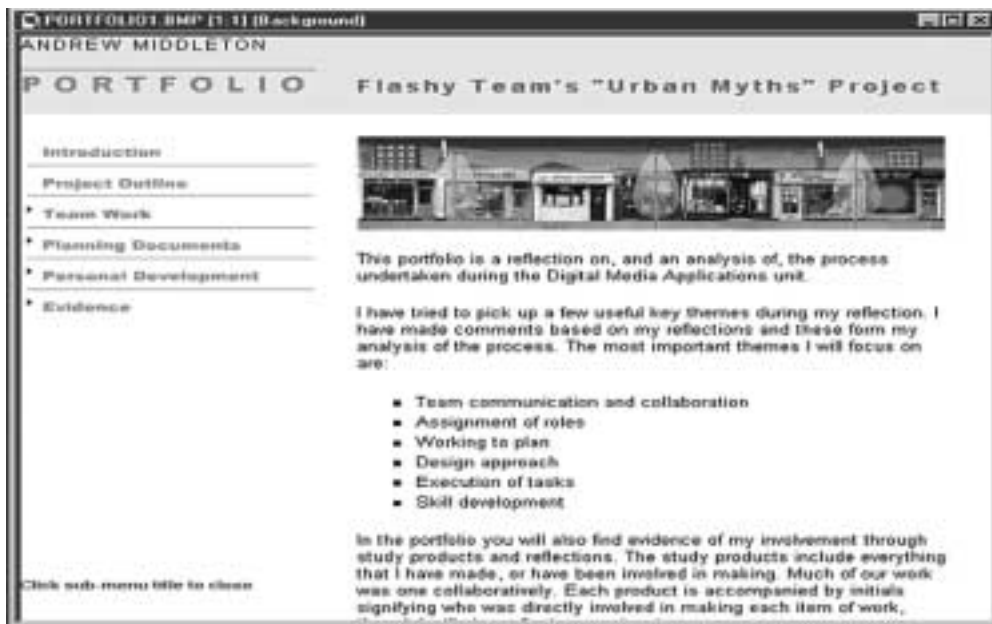 PORTFOLIO1.BMP [1:1] (Background)
ANDREW MIDDLETON
PORTFOLIO
Flashy Team's "Urban Myths" Project
Introduction
Project Outline
Team Work
Planning Documents
Personal Development
Evidence
Click sub-menu title to close
This portfolio is a reflection on, and an analysis of, the process
undertaken during the Digital Media Applications unit.
I have tried to pick up a few useful key themes during my reflection. I
have made comments based on my reflections and these form my
analysis of the process. The most important themes I will focus on
are:
Team communication and collaboration
Assignment of roles
Working to plan
Design approach
Execution of tasks
Skill development
In the portfolio you will also find evidence of my involvement through
study products and reflections. The study products include everything
that I have made, or have been involved in making. Much of our work
was one collaboratively. Each product is accompanied by initials
signifying who was directly involved in making each item of work,